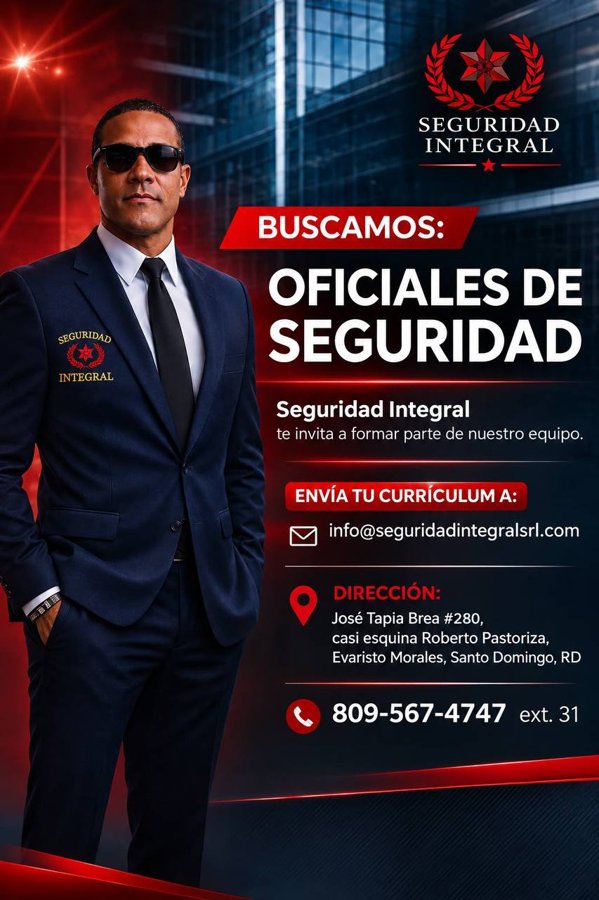 SEGURIDAD
INTEGRAL
BUSCAMOS:
OFICIALES DE
SEGURIDAD
SEGURIDAD
INTEGRAL
Seguridad Integral
te invita a formar parte de nuestro equipo.
ENVÍA TU CURRÍCULUM A:
info@seguridadintegralsrl.com
DIRECCIÓN:
José Tapia Brea #280,
casi esquina Roberto Pastoriza,
Evaristo Morales, Santo Domingo, RD
809-567-4747 ext. 31